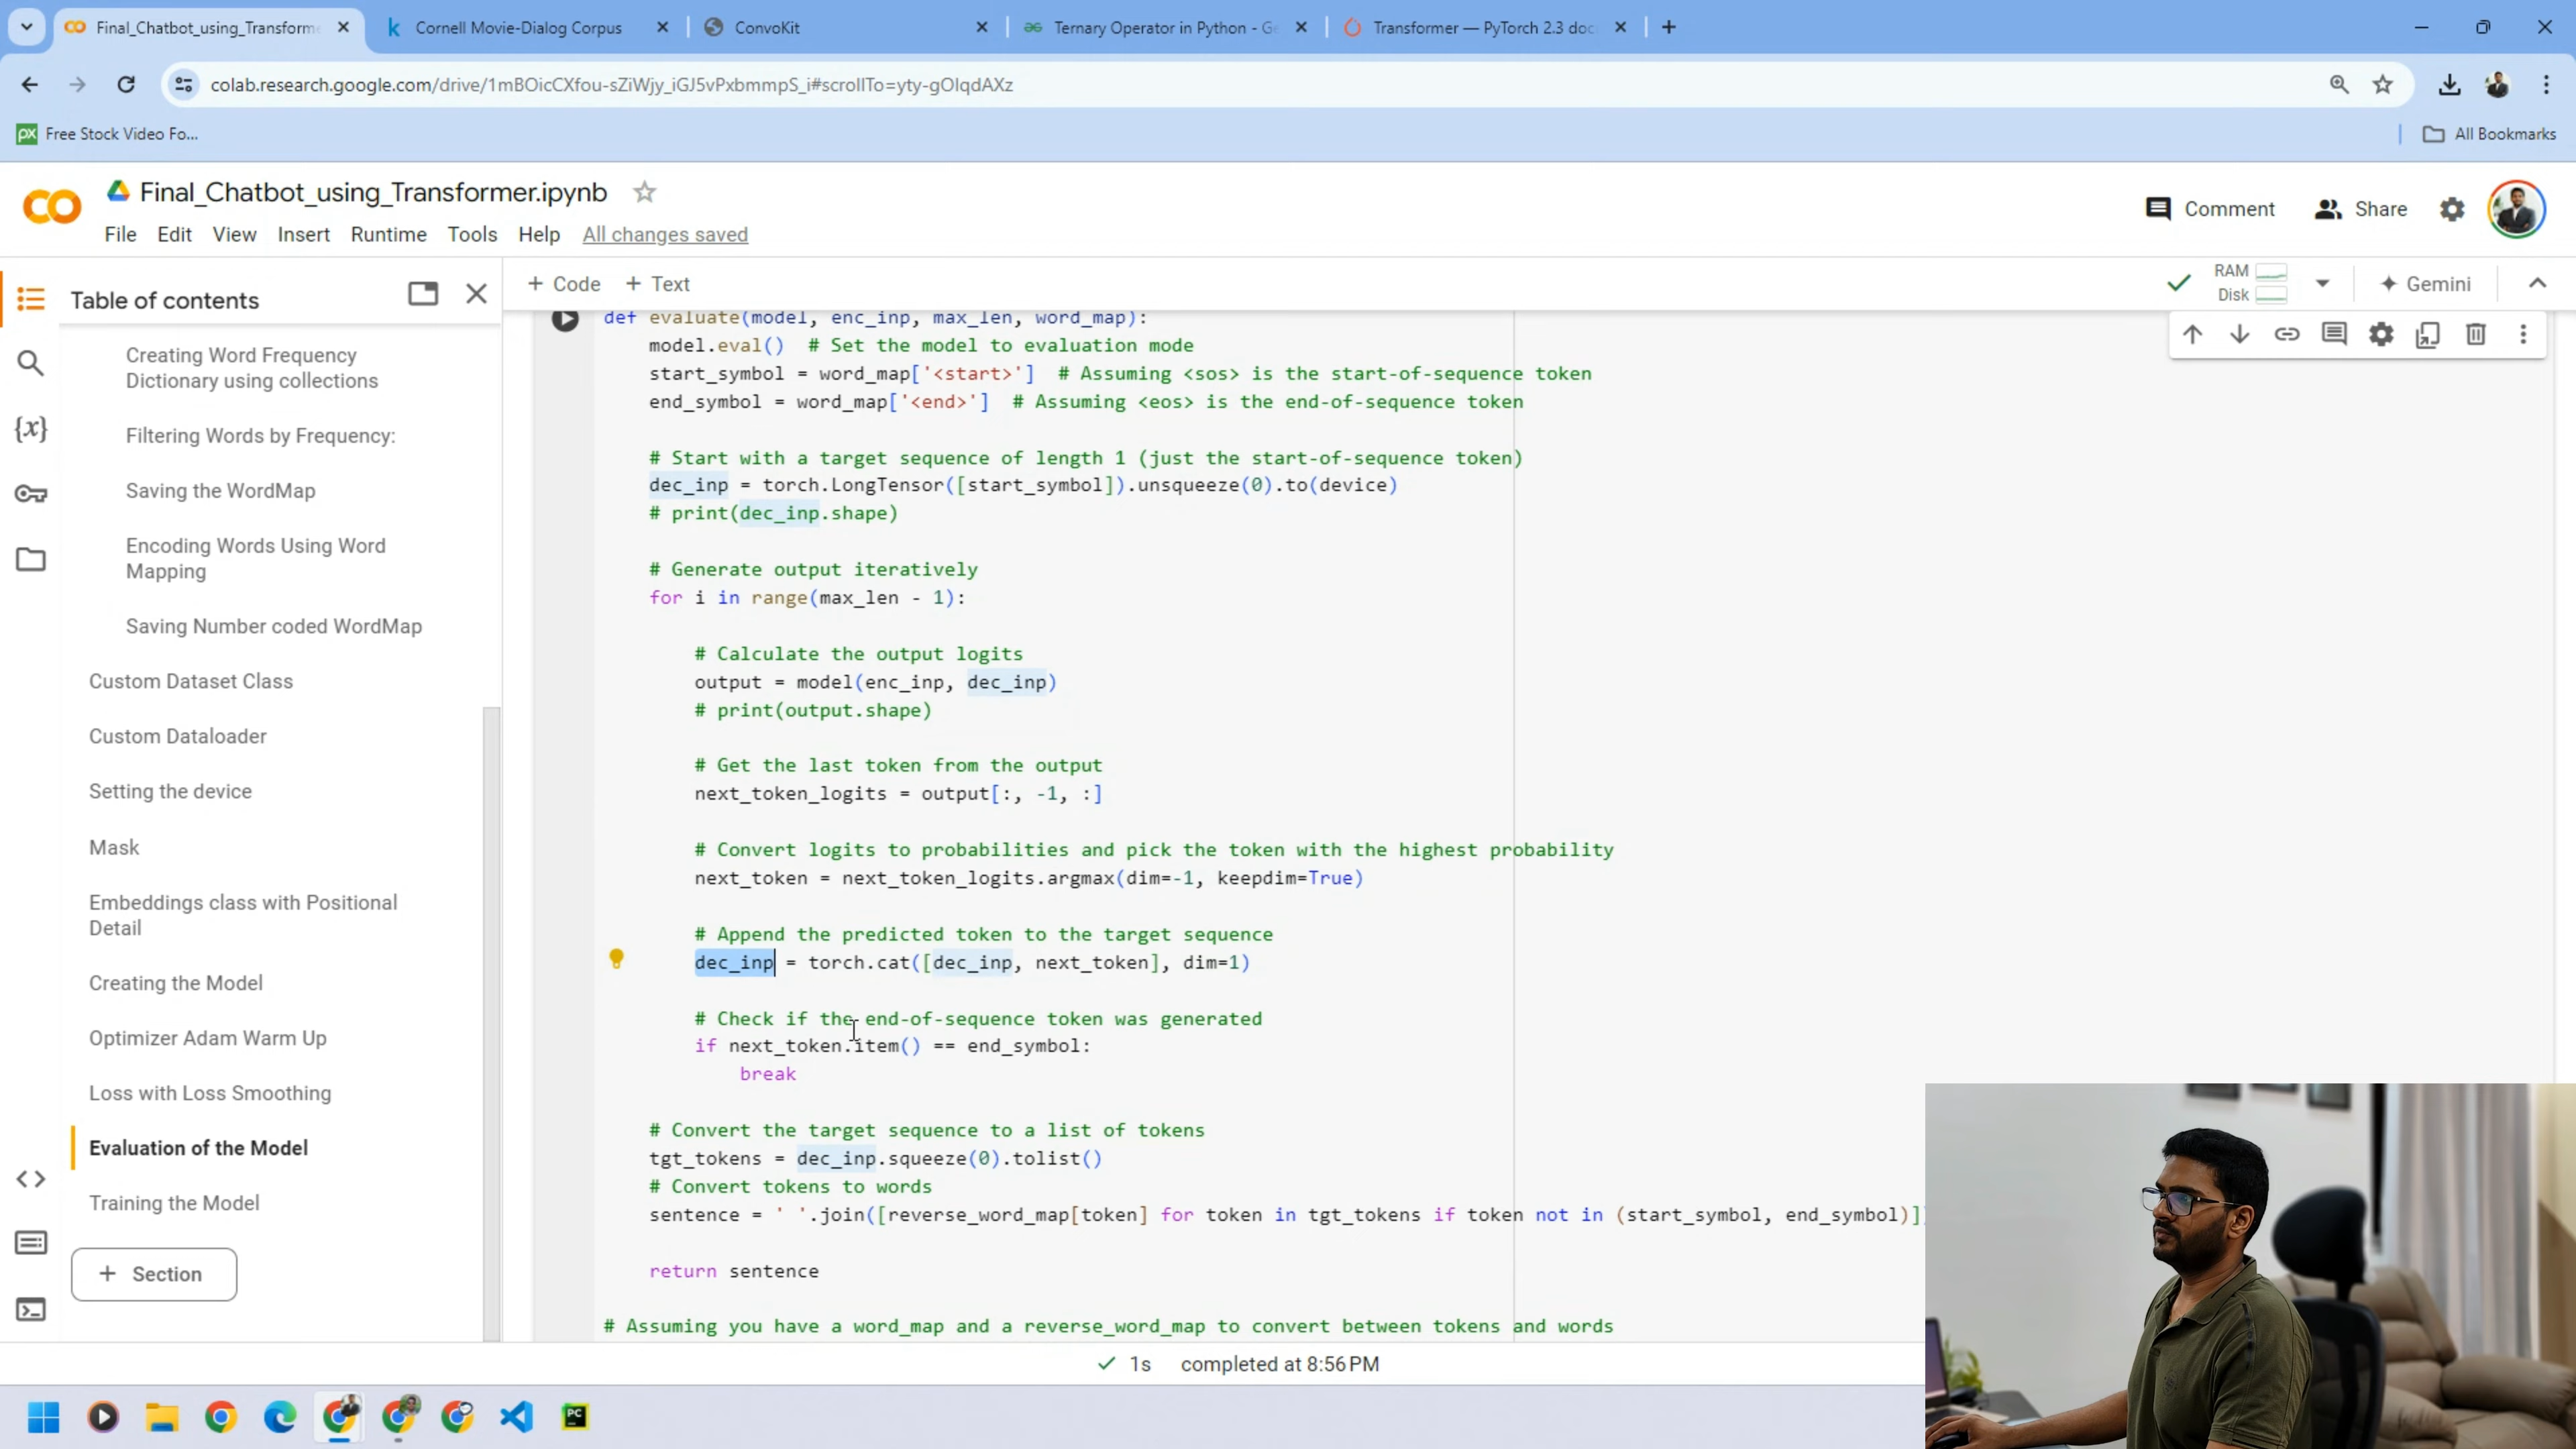 Final_Chatbot_using_Transforme
Cornell Movie-Dialog Corpus
ConvoKit
Ternary Operator in Python - Ge
Transformer — PyTorch 2.3 doc
colab.research.google.com/drive/1mBOicCXfou-sZiWjy_iGJ5vPxbmmpS_i#scrollTo=yty-gOIqdAXz
px Free Stock Video Fo...
All Bookmarks
Final_Chatbot_using_Transformer.ipynb
File Edit View Insert Runtime Tools Help All changes saved
Comment Share
Table of contents
+ Code + Text
RAM
Disk
Gemini
Creating Word Frequency
Dictionary using collections
Filtering Words by Frequency:
Saving the WordMap
Encoding Words Using Word
Mapping
Saving Number coded WordMap
Custom Dataset Class
Custom Dataloader
Setting the device
Mask
Embeddings class with Positional
Detail
Creating the Model
Optimizer Adam Warm Up
Loss with Loss Smoothing
Evaluation of the Model
Training the Model
+ Section
def evaluate(model, enc_inp, max_len, word_map):
model.eval() # Set the model to evaluation mode
start_symbol = word_map['<start>'] # Assuming <sos> is the start-of-sequence token
end_symbol = word_map['<end>'] # Assuming <eos> is the end-of-sequence token
# Start with a target sequence of length 1 (just the start-of-sequence token)
dec_inp = torch.LongTensor([start_symbol]).unsqueeze(0).to(device)
# print(dec_inp.shape)
# Generate output iteratively
for i in range(max_len - 1):
# Calculate the output logits
output = model(enc_inp, dec_inp)
# print(output.shape)
# Get the last token from the output
next_token_logits = output[:, -1, :]
# Convert logits to probabilities and pick the token with the highest probability
next_token = next_token_logits.argmax(dim=-1, keepdim=True)
# Append the predicted token to the target sequence
dec_inp = torch.cat([dec_inp, next_token], dim=1)
# Check if the end-of-sequence token was generated
if next_token.item() == end_symbol:
break
# Convert the target sequence to a list of tokens
tgt_tokens = dec_inp.squeeze(0).tolist()
# Convert tokens to words
sentence = ' '.join([reverse_word_map[token] for token in tgt_tokens if token not in (start_symbol, end_symbol)]
return sentence
# Assuming you have a word_map and a reverse_word_map to convert between tokens and words
1s completed at 8:56 PM
PC